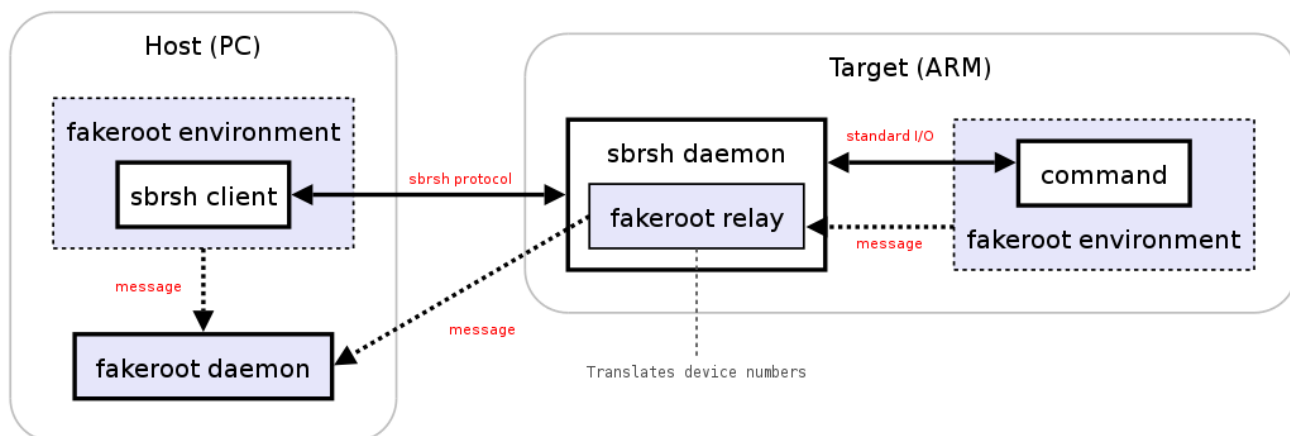 Host (PC)
fakeroot environment
sbrsh client
message
fakeroot daemon
sbrsh protocol
message
Target (ARM)
sbrsh daemon
fakeroot relay
Translates device numbers
standard I/O
message
command
fakeroot environment